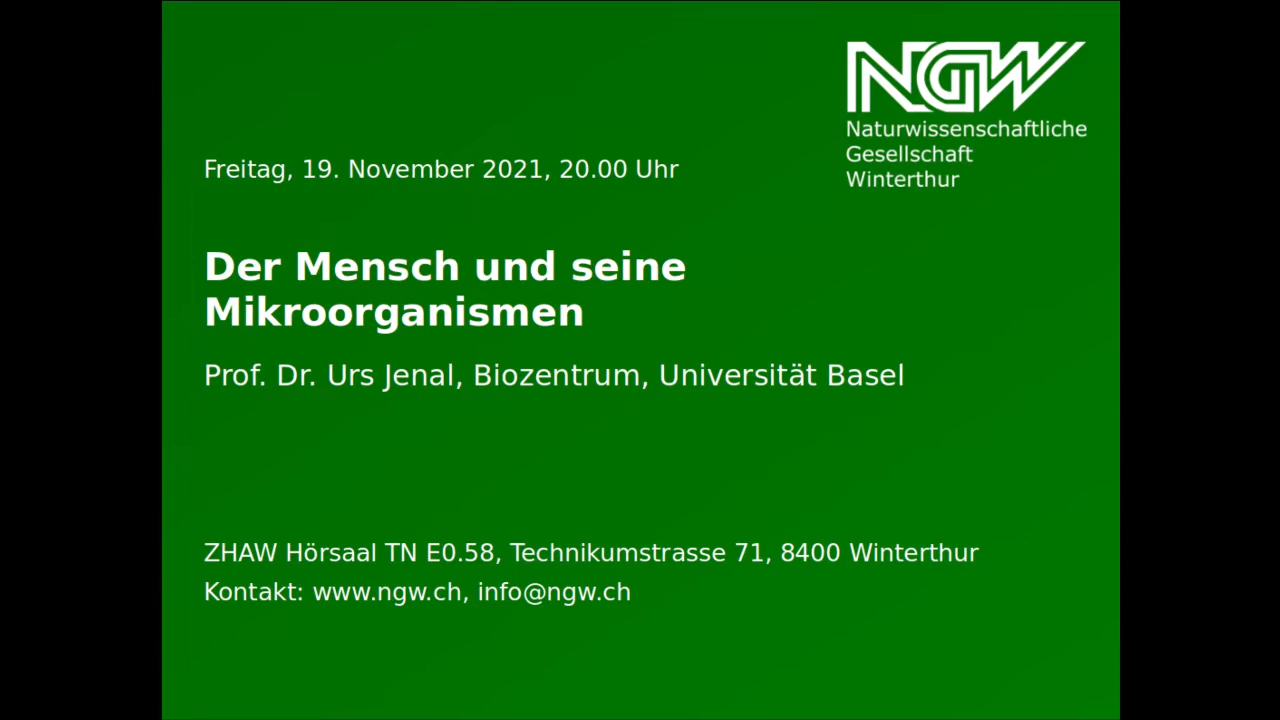 NGW
Naturwissenschaftliche
Gesellschaft
Winterthur
Freitag, 19. November 2021, 20.00 Uhr
Der Mensch und seine
Mikroorganismen
Prof. Dr. Urs Jenal, Biozentrum, Universität Basel
ZHAW Hörsaal TN E0.58, Technikumstrasse 71, 8400 Winterthur
Kontakt: www.ngw.ch, info@ngw.ch